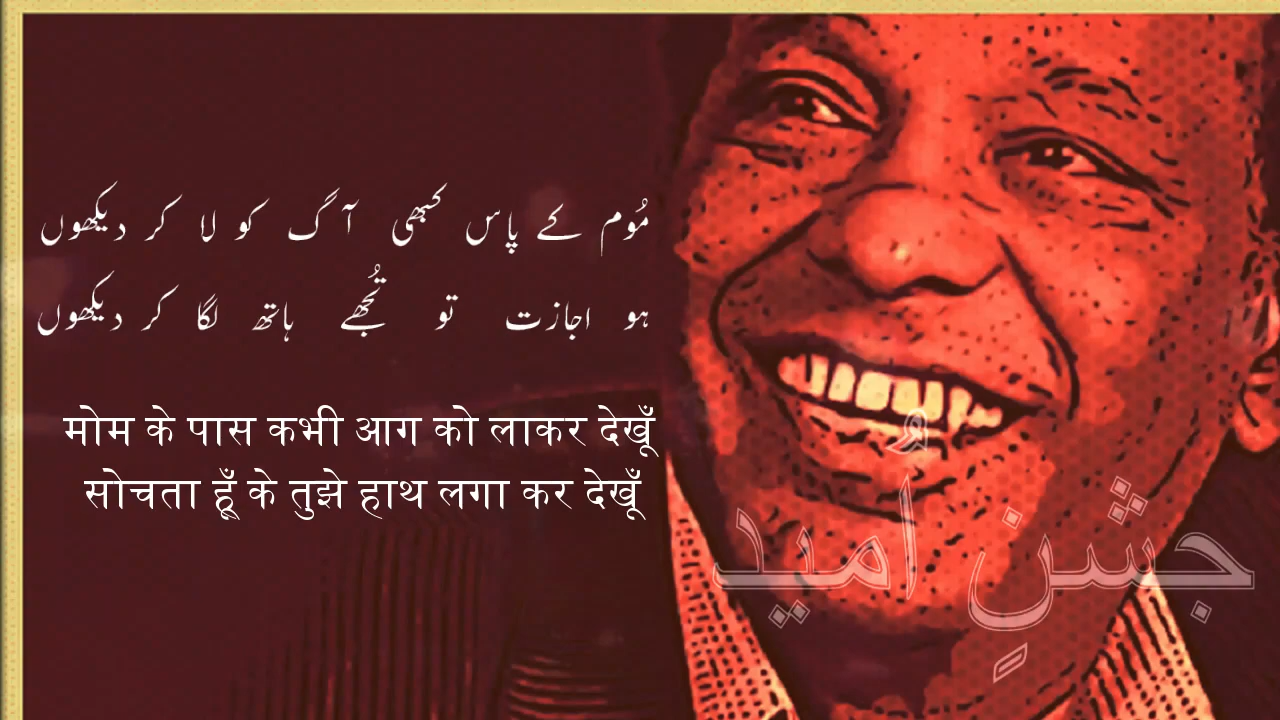 مُوم کے پاس کبھی آگ کو لا کر دیکھوں
ہو اجازت تو تُجھے ہاتھ لگا کر دیکھوں
मोम के पास कभी आग को लाकर देखूँ
सोचता हूँ के तुझे हाथ लगा कर देखूँ
جشنِ اُمید